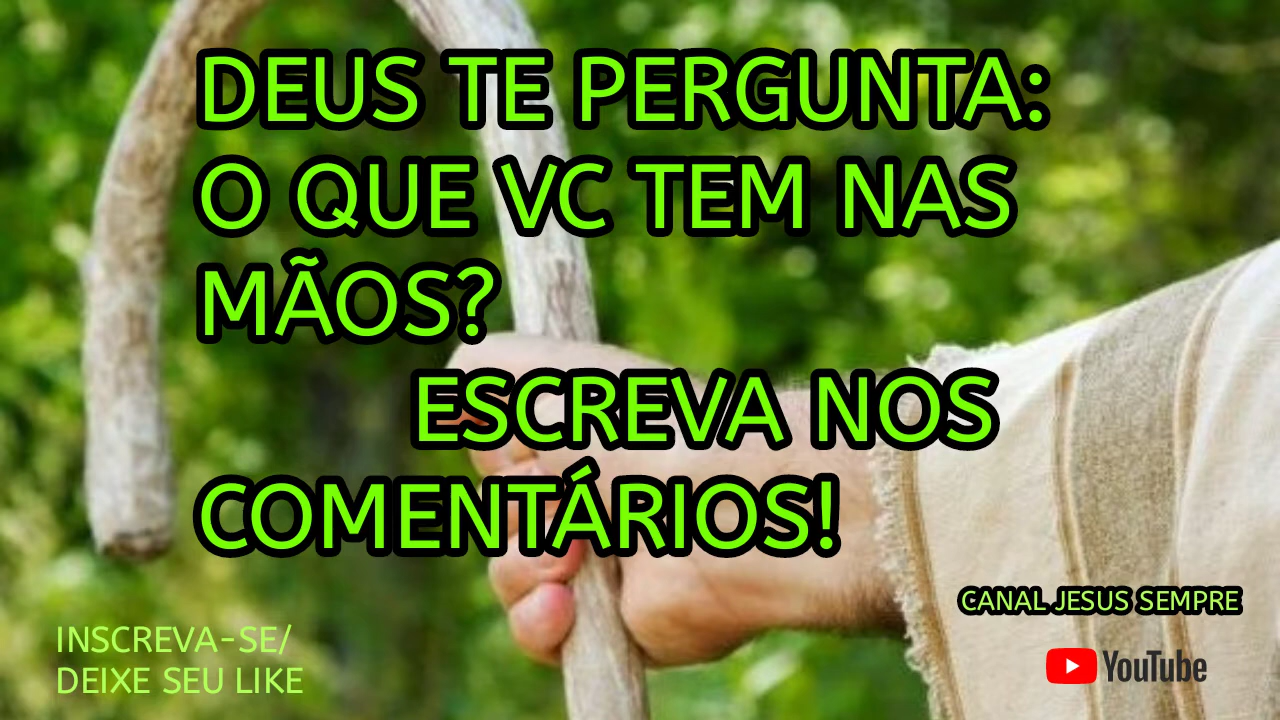 DEUS TE PERGUNTA:
O QUE VC TEM NAS
MÃOS?
ESCREVA NOS
COMENTÁRIOS!
CANAL JESUS SEMPRE
INSCREVA-SE/
DEIXE SEU LIKE
YouTube